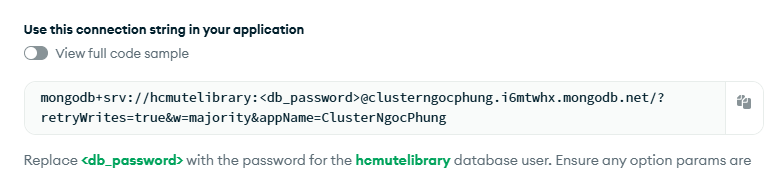 Use this connection string in your application
View full code sample
mongodb+srv://hcmutelibrary:<db_password>@clusterngocphung.i6mtwhx.mongodb.net/?
retryWrites=true&w=majority&appName=ClusterNgocPhung
Replace <db_password> with the password for the hcmutelibrary database user. Ensure any option params are